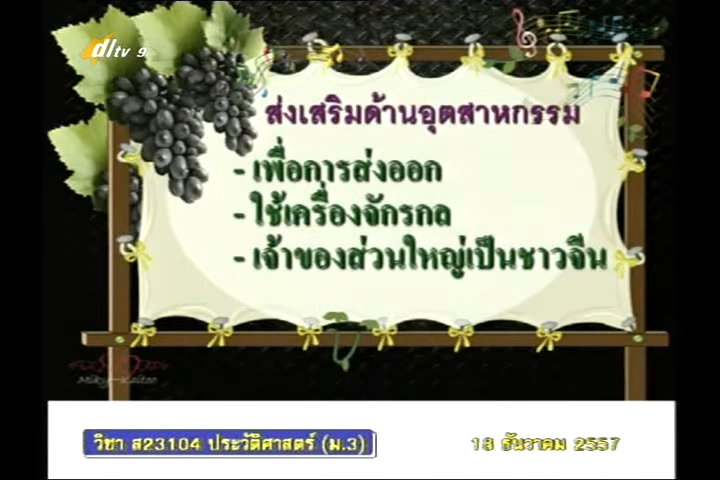 dltv 9
ส่งเสริมด้านอุตสาหกรรม
- เพื่อการส่งออก
- ใช้เครื่องจักรกล
- เจ้าของส่วนใหญ่เป็นชาวจีน
วิชา ส23104 ประวัติศาสตร์ (ม.3)
18 ธันวาคม 2557